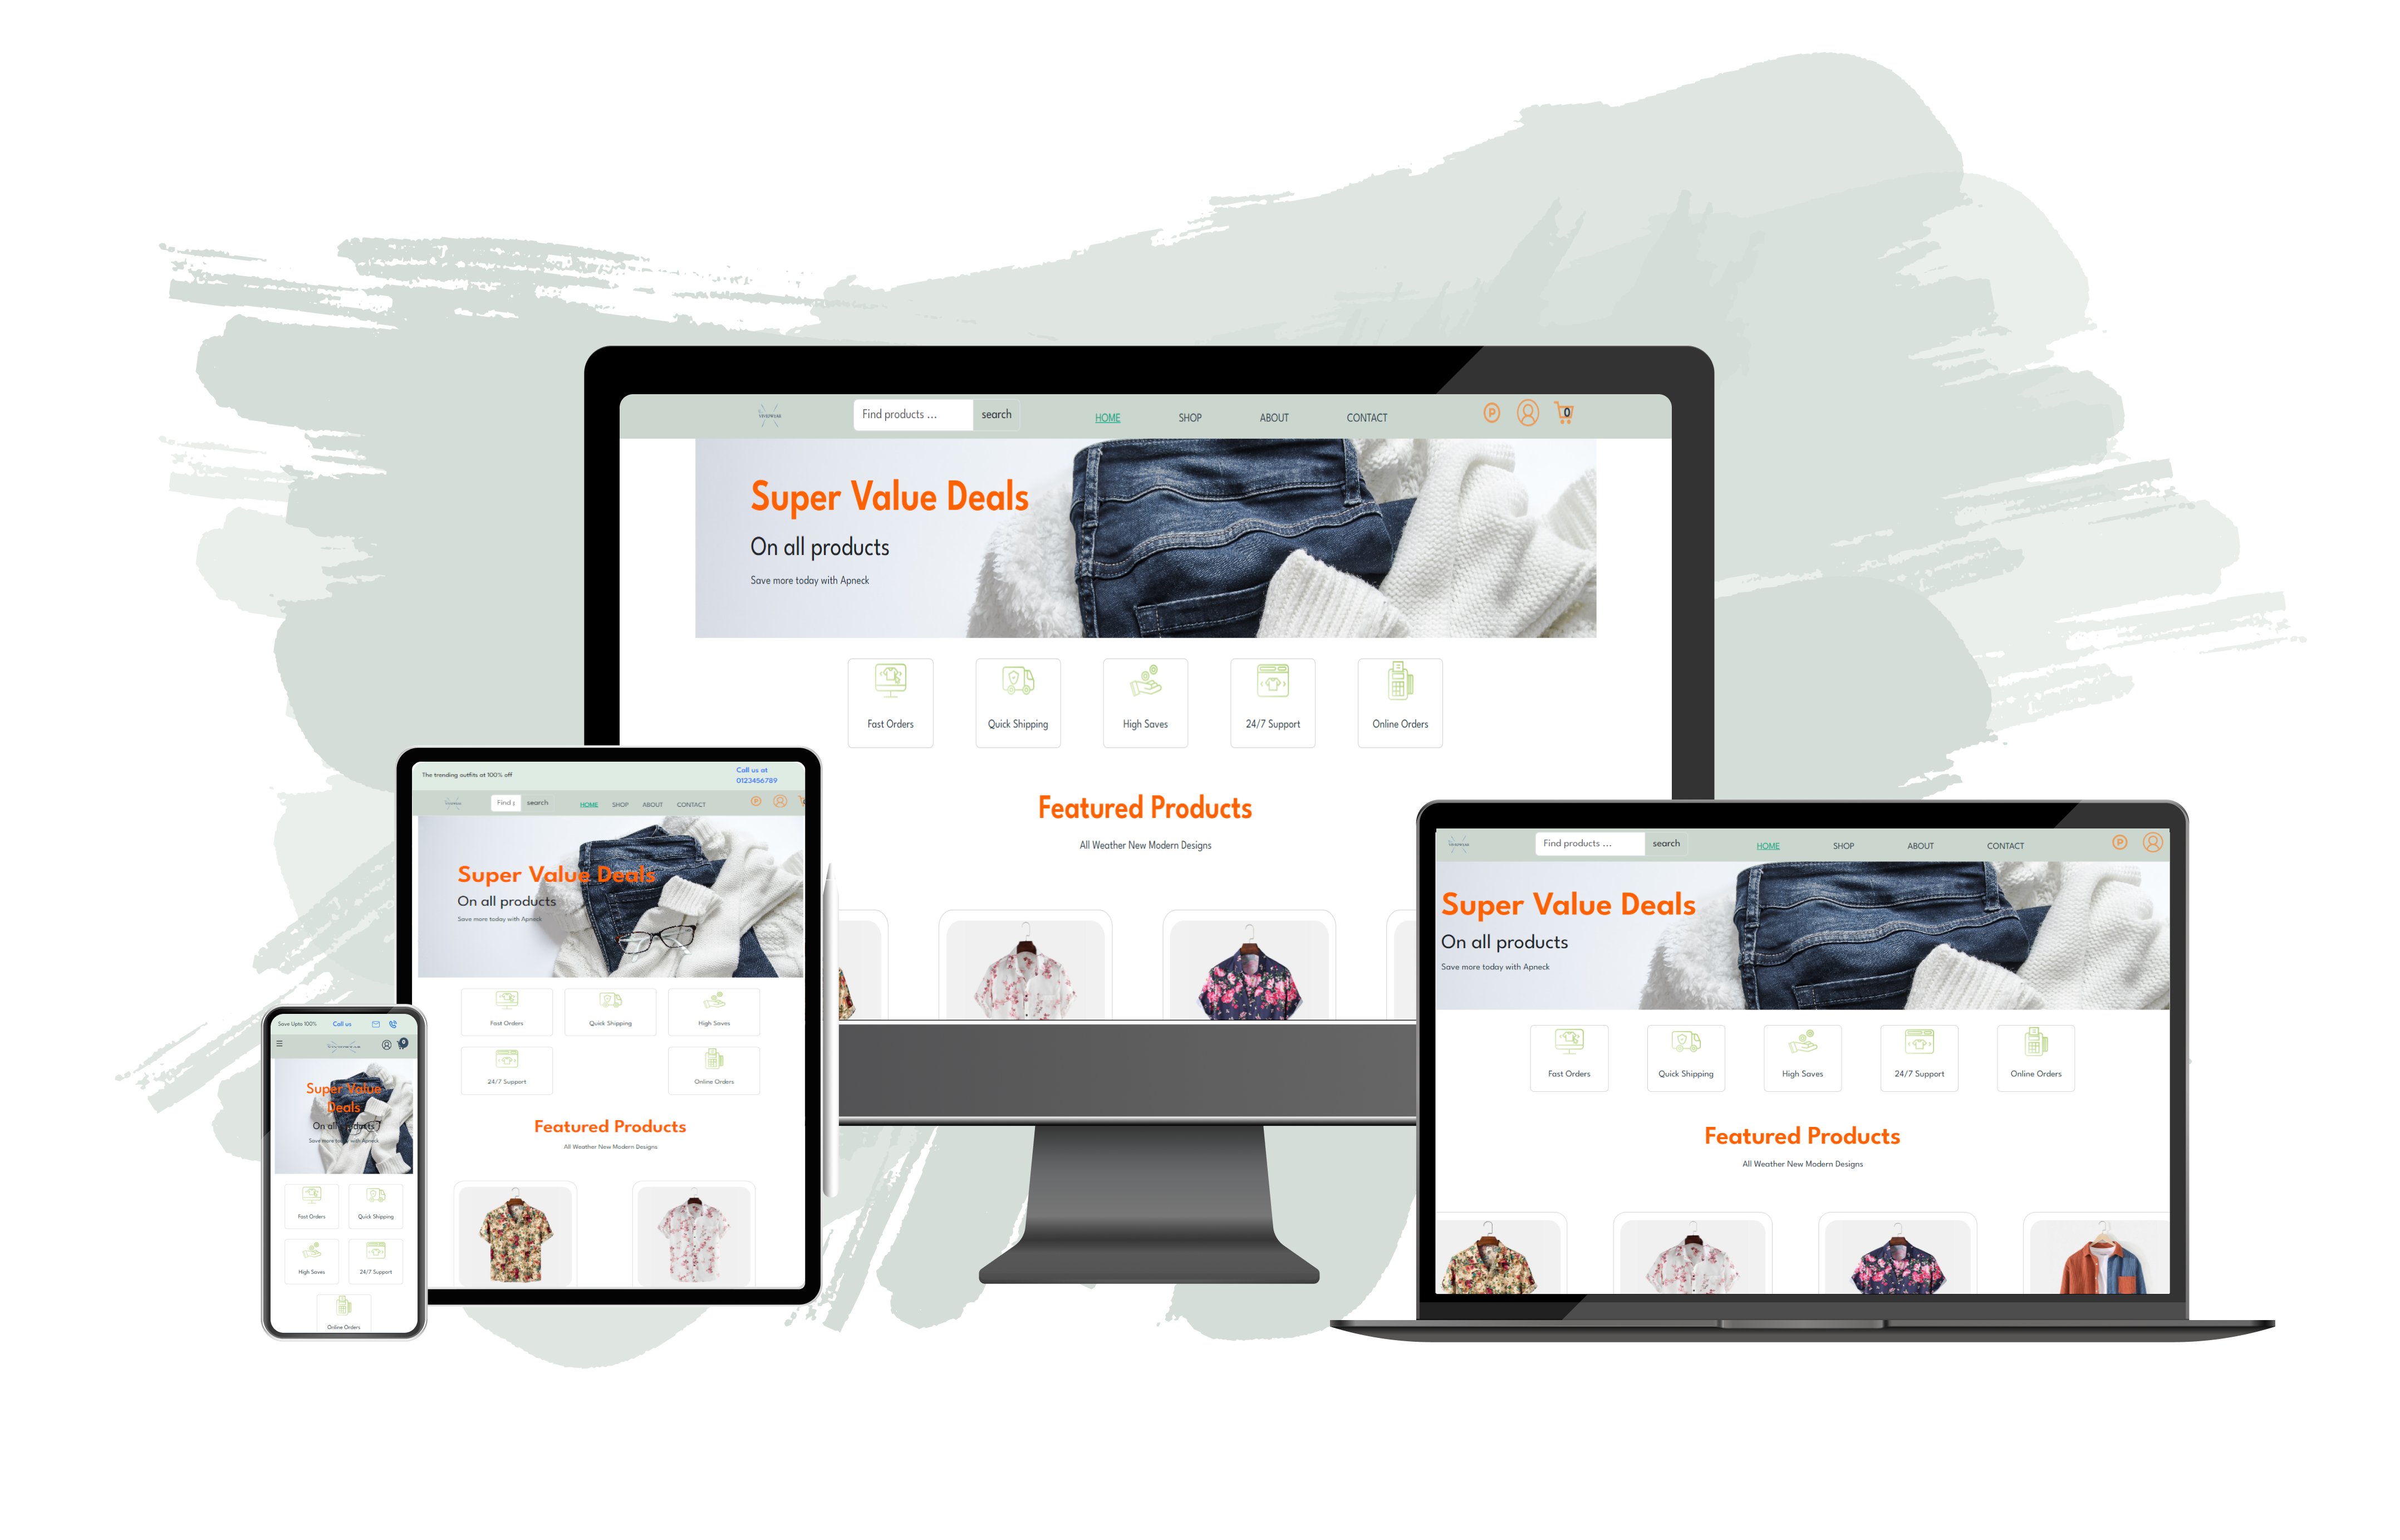 VIVIDWEAR
Find products ...
search
HOME
SHOP
ABOUT
CONTACT
P
0
Super Value Deals
On all products
Save more today with Apneck
Fast Orders
Quick Shipping
High Saves
24/7 Support
Online Orders
Featured Products
All Weather New Modern Designs
The trending outfits at 100% off
Call us at
0123456789
Find
search
HOME
SHOP
ABOUT
CONTACT
P
Super Value Deals
On all products
Save more today with Apneck
Fast Orders
Quick Shipping
High Saves
24/7 Support
Online Orders
Featured Products
All Weather New Modern Designs
Save Upto 100%
Call us
0
Super Value
Deals
On all products
Save more today with Apneck
Fast Orders
Quick Shipping
High Saves
24/7 Support
Online Orders
VIVIDWEAR
Find products ...
search
HOME
SHOP
ABOUT
CONTACT
P
Super Value Deals
On all products
Save more today with Apneck
Fast Orders
Quick Shipping
High Saves
24/7 Support
Online Orders
Featured Products
All Weather New Modern Designs